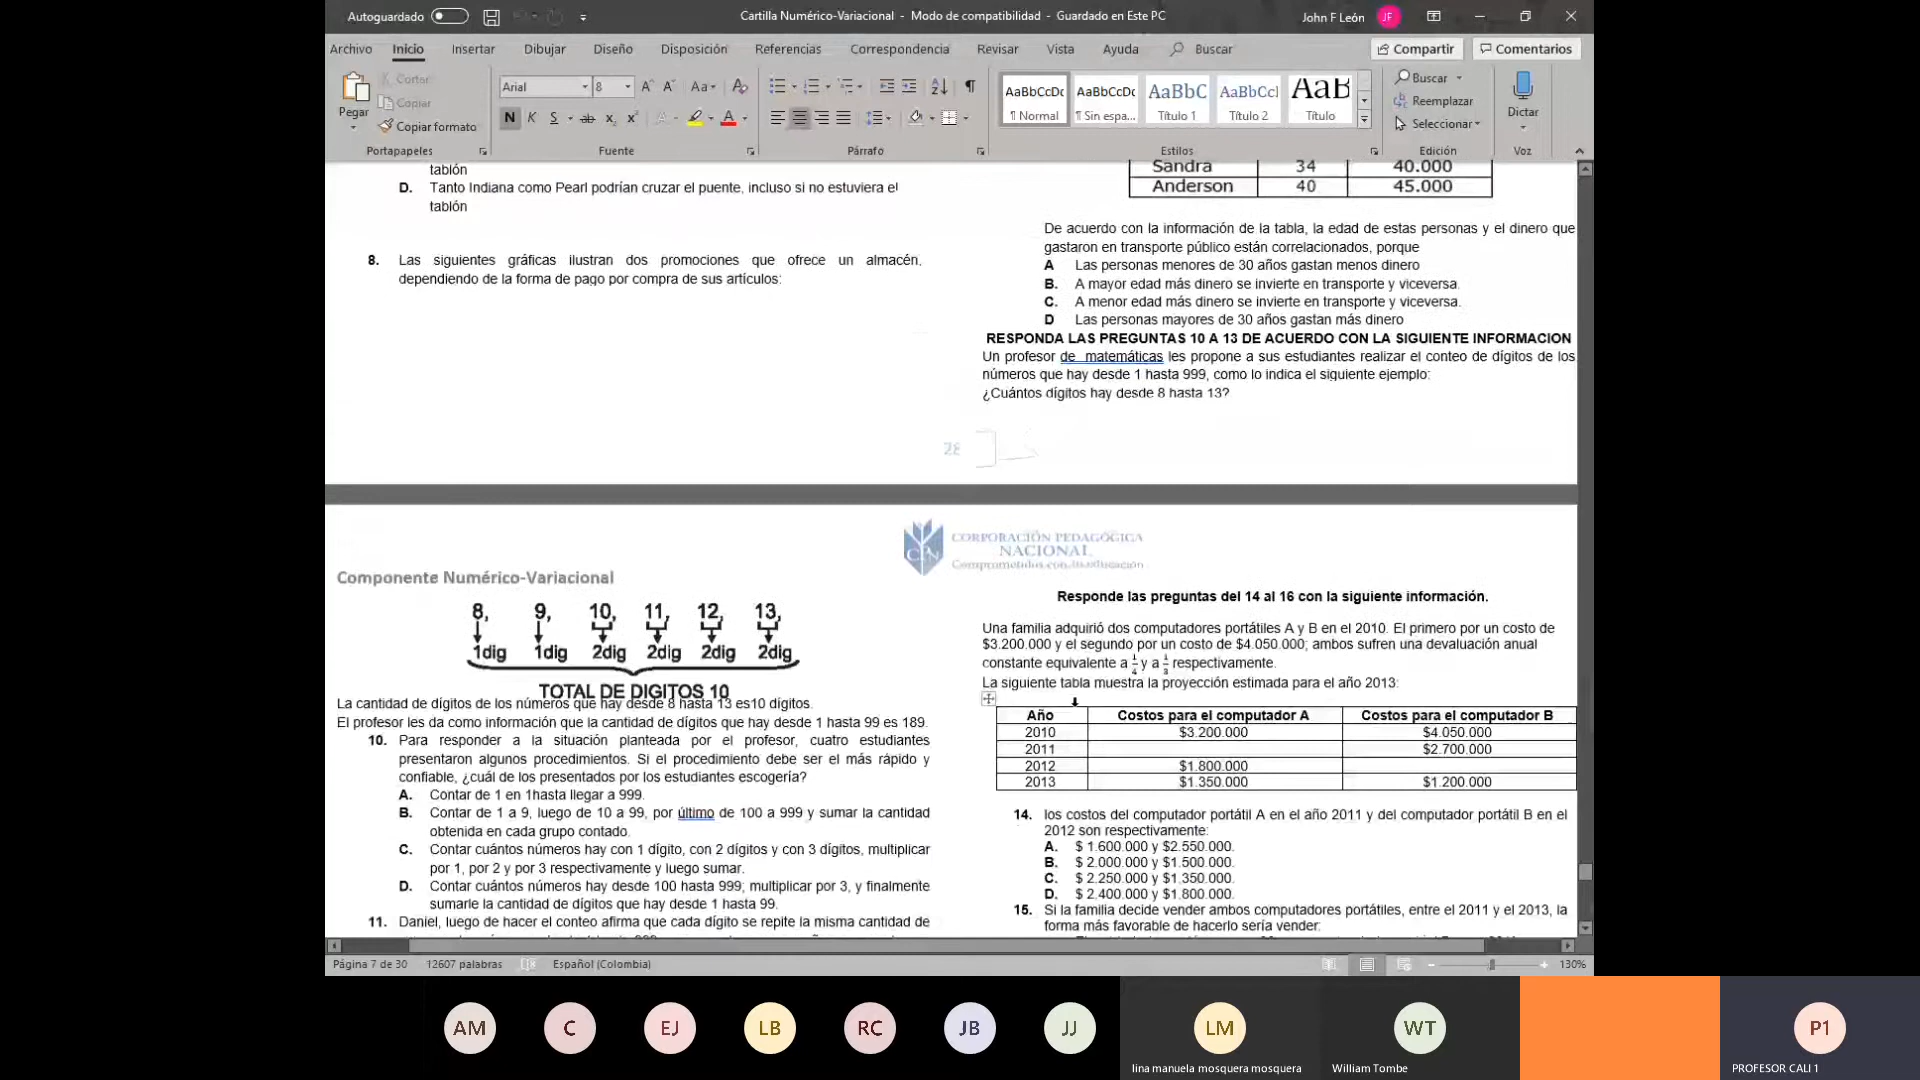 Autoguardado
Cartilla Numérico-Variacional - Modo de compatibilidad - Guardado en Este PC
John F León
JF
Archivo Inicio Insertar Dibujar Diseño Disposición Referencias Correspondencia Revisar Vista Ayuda Buscar
Compartir
Comentarios
Pegar
Cortar
Copiar
Copiar formato
Portapapeles
Arial 8
Fuente
Párrafo
AaBbCcDc
¶ Normal
AaBbCcDc
¶ Sin espa...
AaBbC
Título 1
AaBbCcI
Título 2
AaB
Título
Estilos
Buscar
Reemplazar
Seleccionar
Edición
Dictar
Voz
tablón
D. Tanto Indiana como Pearl podrían cruzar el puente, incluso si no estuviera el
tablón
8. Las siguientes gráficas ilustran dos promociones que ofrece un almacén,
dependiendo de la forma de pago por compra de sus artículos:
Sandra 34 40.000
Anderson 40 45.000
De acuerdo con la información de la tabla, la edad de estas personas y el dinero que
gastaron en transporte público están correlacionados, porque
A Las personas menores de 30 años gastan menos dinero
B. A mayor edad más dinero se invierte en transporte y viceversa.
C. A menor edad más dinero se invierte en transporte y viceversa.
D Las personas mayores de 30 años gastan más dinero
RESPONDA LAS PREGUNTAS 10 A 13 DE ACUERDO CON LA SIGUIENTE INFORMACION
Un profesor de matemáticas les propone a sus estudiantes realizar el conteo de dígitos de los
números que hay desde 1 hasta 999, como lo indica el siguiente ejemplo:
¿Cuántos dígitos hay desde 8 hasta 13?
28
CPN
CORPORACIÓN PEDAGÓGICA
NACIONAL
Comprometidos con la educación
Componente Numérico-Variacional
8, 9, 10, 11, 12, 13,
1dig 1dig 2dig 2dig 2dig 2dig
TOTAL DE DIGITOS 10
La cantidad de dígitos de los números que hay desde 8 hasta 13 es10 dígitos.
El profesor les da como información que la cantidad de dígitos que hay desde 1 hasta 99 es 189.
10. Para responder a la situación planteada por el profesor, cuatro estudiantes
presentaron algunos procedimientos. Si el procedimiento debe ser el más rápido y
confiable, ¿cuál de los presentados por los estudiantes escogería?
A. Contar de 1 en 1hasta llegar a 999.
B. Contar de 1 a 9, luego de 10 a 99, por último de 100 a 999 y sumar la cantidad
obtenida en cada grupo contado.
C. Contar cuántos números hay con 1 dígito, con 2 dígitos y con 3 dígitos, multiplicar
por 1, por 2 y por 3 respectivamente y luego sumar.
D. Contar cuántos números hay desde 100 hasta 999; multiplicar por 3, y finalmente
sumarle la cantidad de dígitos que hay desde 1 hasta 99.
11. Daniel, luego de hacer el conteo afirma que cada dígito se repite la misma cantidad de
Responde las preguntas del 14 al 16 con la siguiente información.
Una familia adquirió dos computadores portátiles A y B en el 2010. El primero por un costo de
$3.200.000 y el segundo por un costo de $4.050.000; ambos sufren una devaluación anual
constante equivalente a 1/4 y a 1/3 respectivamente.
La siguiente tabla muestra la proyección estimada para el año 2013:
Año Costos para el computador A Costos para el computador B
2010 $3.200.000 $4.050.000
2011 $2.700.000
2012 $1.800.000
2013 $1.350.000 $1.200.000
14. los costos del computador portátil A en el año 2011 y del computador portátil B en el
2012 son respectivamente:
A. $ 1.600.000 y $2.550.000.
B. $ 2.000.000 y $1.500.000.
C. $ 2.250.000 y $1.350.000.
D. $ 2.400.000 y $1.800.000.
15. Si la familia decide vender ambos computadores portátiles, entre el 2011 y el 2013, la
forma más favorable de hacerlo sería vender:
Página 7 de 30 12607 palabras Español (Colombia) 130%
AM C EJ LB RC JB JJ LM WT P1
lina manuela mosquera mosquera
William Tombe
PROFESOR CALI 1